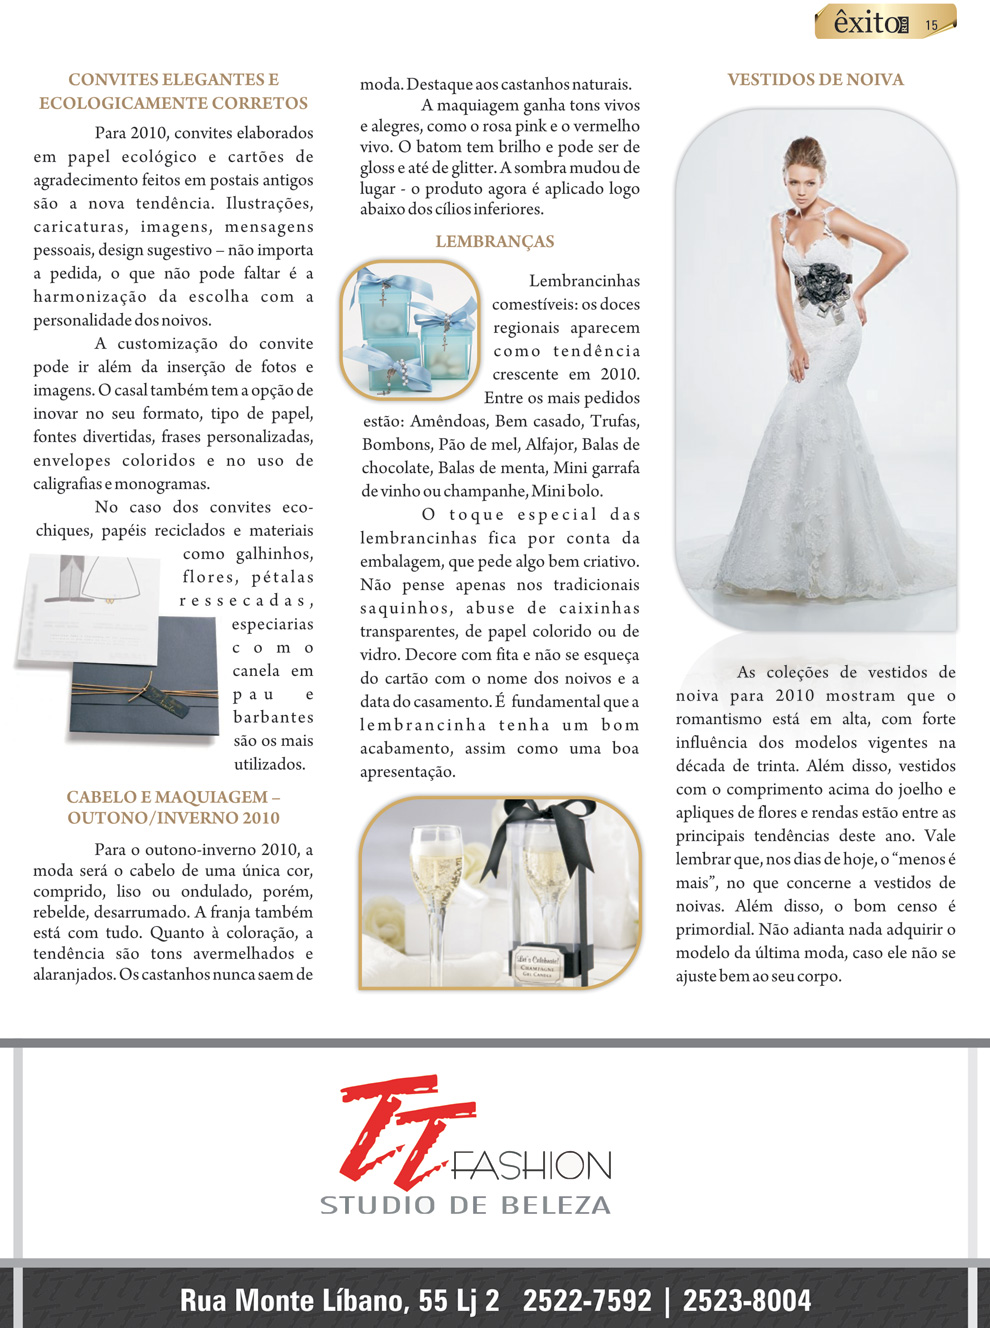 êxito RIO 15
CONVITES ELEGANTES E
ECOLOGICAMENTE CORRETOS
Para 2010, convites elaborados
em papel ecológico e cartões de
agradecimento feitos em postais antigos
são a nova tendência. Ilustrações,
caricaturas, imagens, mensagens
pessoais, design sugestivo – não importa
a pedida, o que não pode faltar é a
harmonização da escolha com a
personalidade dos noivos.
A customização do convite
pode ir além da inserção de fotos e
imagens. O casal também tem a opção de
inovar no seu formato, tipo de papel,
fontes divertidas, frases personalizadas,
envelopes coloridos e no uso de
caligrafias e monogramas.
No caso dos convites eco-
chiques, papéis reciclados e materiais
como galhinhos,
flores, pétalas
ressecadas,
especiarias
como
canela em
pau e
barbantes
são os mais
utilizados.
CABELO E MAQUIAGEM –
OUTONO/INVERNO 2010
Para o outono-inverno 2010, a
moda será o cabelo de uma única cor,
comprido, liso ou ondulado, porém,
rebelde, desarrumado. A franja também
está com tudo. Quanto à coloração, a
tendência são tons avermelhados e
alaranjados. Os castanhos nunca saem de
moda. Destaque aos castanhos naturais.
A maquiagem ganha tons vivos
e alegres, como o rosa pink e o vermelho
vivo. O batom tem brilho e pode ser de
gloss e até de glitter. A sombra mudou de
lugar - o produto agora é aplicado logo
abaixo dos cílios inferiores.
LEMBRANÇAS
Lembrancinhas
comestíveis: os doces
regionais aparecem
como tendência
crescente em 2010.
Entre os mais pedidos
estão: Amêndoas, Bem casado, Trufas,
Bombons, Pão de mel, Alfajor, Balas de
chocolate, Balas de menta, Mini garrafa
de vinho ou champanhe, Mini bolo.
O toque especial das
lembrancinhas fica por conta da
embalagem, que pede algo bem criativo.
Não pense apenas nos tradicionais
saquinhos, abuse de caixinhas
transparentes, de papel colorido ou de
vidro. Decore com fita e não se esqueça
do cartão com o nome dos noivos e a
data do casamento. É fundamental que a
lembrancinha tenha um bom
acabamento, assim como uma boa
apresentação.
Let's Celebrate!
CHAMPAGNE
GEL CANDLE
VESTIDOS DE NOIVA
As coleções de vestidos de
noiva para 2010 mostram que o
romantismo está em alta, com forte
influência dos modelos vigentes na
década de trinta. Além disso, vestidos
com o comprimento acima do joelho e
apliques de flores e rendas estão entre as
principais tendências deste ano. Vale
lembrar que, nos dias de hoje, o “menos é
mais”, no que concerne a vestidos de
noivas. Além disso, o bom censo é
primordial. Não adianta nada adquirir o
modelo da última moda, caso ele não se
ajuste bem ao seu corpo.
TT FASHION
STUDIO DE BELEZA
Rua Monte Líbano, 55 Lj 2 2522-7592 | 2523-8004